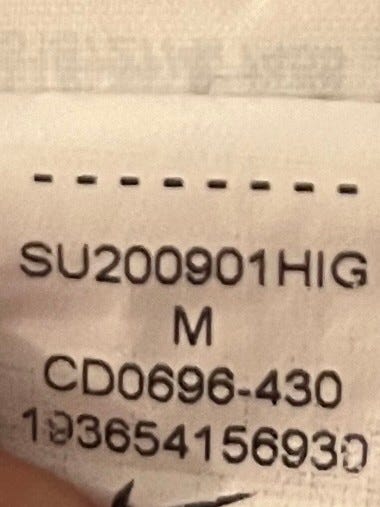 - - - - - - - -
SU200901HIG
M
CD0696-430
193654156930